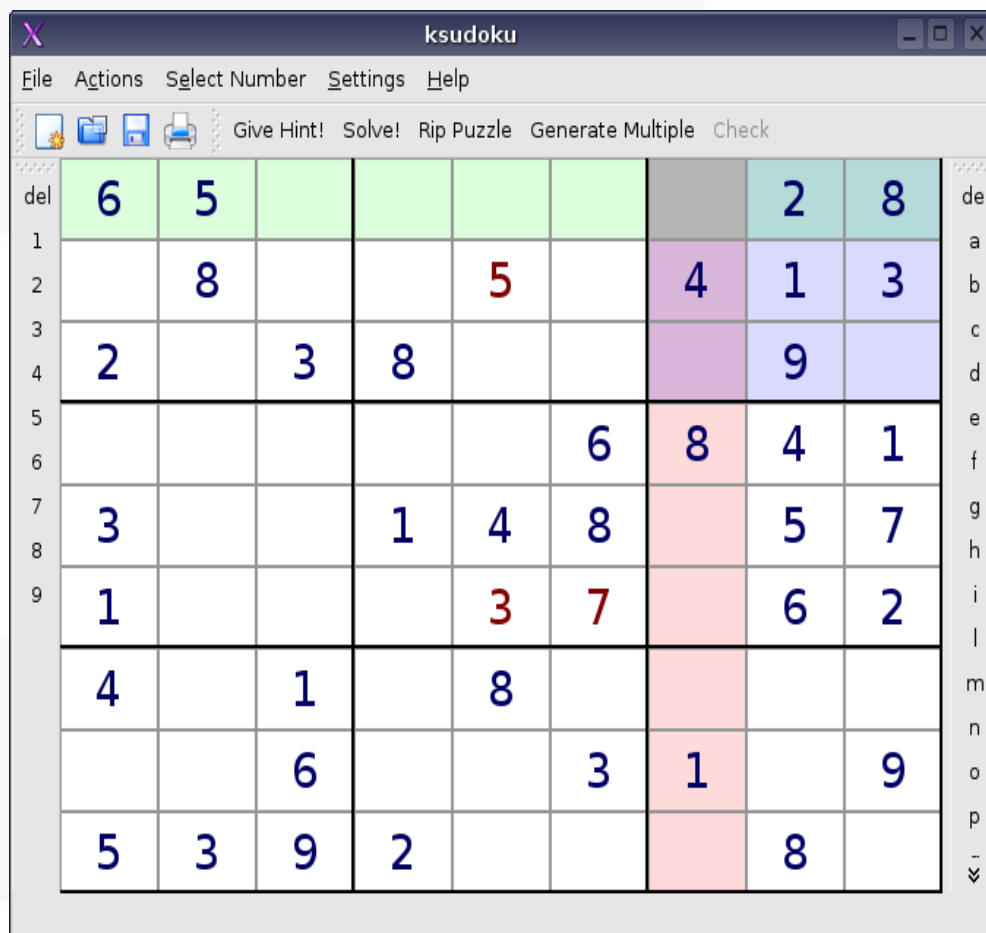 ksudoku
File Actions Select Number Settings Help
Give Hint! Solve! Rip Puzzle Generate Multiple Check
del 6 5 2 8 de
1 a
2 8 5 4 1 3 b
3 c
4 2 3 8 9 d
5 e
6 6 8 4 1 f
7 g
8 3 1 4 8 5 7 h
9 1 3 7 6 2 i
l
4 1 8 m
n
6 3 1 9 o
p
5 3 9 2 8